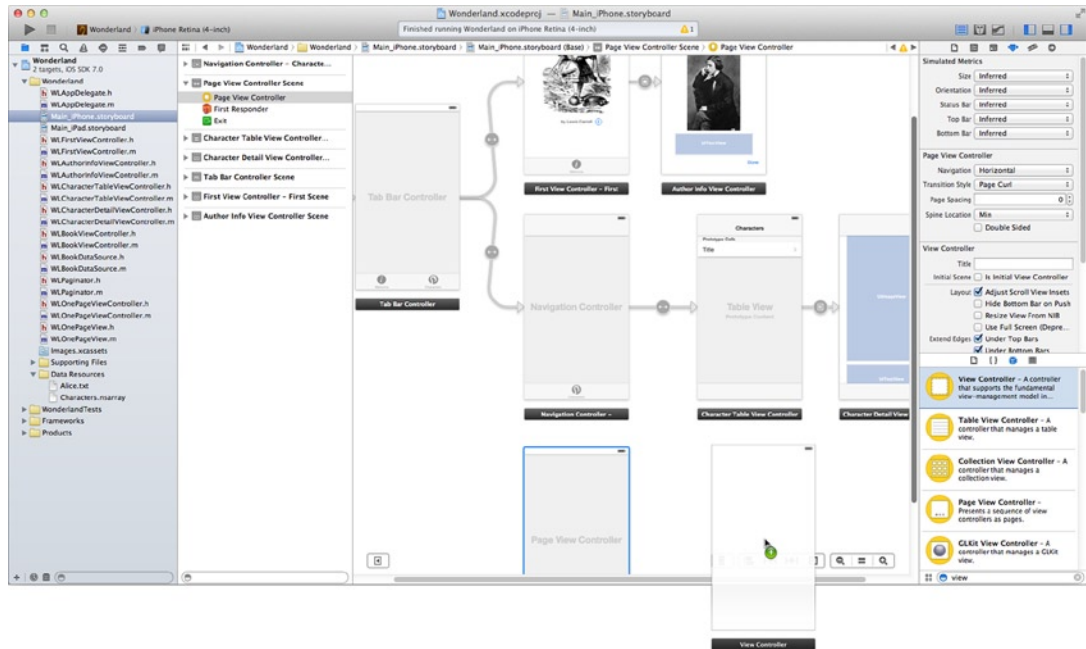 Wonderland.xcodeproj — Main_iPhone.storyboard
Wonderland
iPhone Retina (4-inch)
Finished running Wonderland on iPhone Retina (4-inch)
1
Wonderland
Wonderland
Main_iPhone.storyboard
Main_iPhone.storyboard (Base)
Page View Controller Scene
Page View Controller
Wonderland
2 targets, iOS SDK 7.0
Wonderland
WLAppDelegate.h
WLAppDelegate.m
Main_iPhone.storyboard
Main_iPad.storyboard
WLFirstViewController.h
WLFirstViewController.m
WLAuthorInfoViewController.h
WLAuthorInfoViewController.m
WLCharacterTableViewController.h
WLCharacterTableViewController.m
WLCharacterDetailViewController.h
WLCharacterDetailViewController.m
WLBookViewController.h
WLBookViewController.m
WLBookDataSource.h
WLBookDataSource.m
WLPaginator.h
WLPaginator.m
WLOnePageViewController.h
WLOnePageViewController.m
WLOnePageView.h
WLOnePageView.m
Images.xcassets
Supporting Files
Data Resources
Alice.txt
Characters.nsarray
WonderlandTests
Frameworks
Products
Navigation Controller – Characte...
Page View Controller Scene
Page View Controller
First Responder
Exit
Character Table View Controller...
Character Detail View Controller...
Tab Bar Controller Scene
First View Controller – First Scene
Author Info View Controller Scene
Tab Bar Controller
Tab Bar Controller
by Lewis Carroll
First View Controller – First
Done
Author Info View Controller
Navigation Controller
Navigation Controller –
Characters
Prototype Cells
Title
Table View
Prototype Content
Character Table View Controller
Character Detail View
Page View Controller
View Controller
Simulated Metrics
Size Inferred
Orientation Inferred
Status Bar Inferred
Top Bar Inferred
Bottom Bar Inferred
Page View Controller
Navigation Horizontal
Transition Style Page Curl
Page Spacing 0
Spine Location Min
Double Sided
View Controller
Title
Initial Scene Is Initial View Controller
Layout Adjust Scroll View Insets
Hide Bottom Bar on Push
Resize View From NIB
Use Full Screen (Depre...
Extend Edges Under Top Bars
Under Bottom Bars
View Controller – A controller
that supports the fundamental
view-management model in...
Table View Controller – A
controller that manages a table
view.
Collection View Controller – A
controller that manages a
collection view.
Page View Controller –
Presents a sequence of view
controllers as pages.
GLKit View Controller – A
controller that manages a GLKit
view.
view